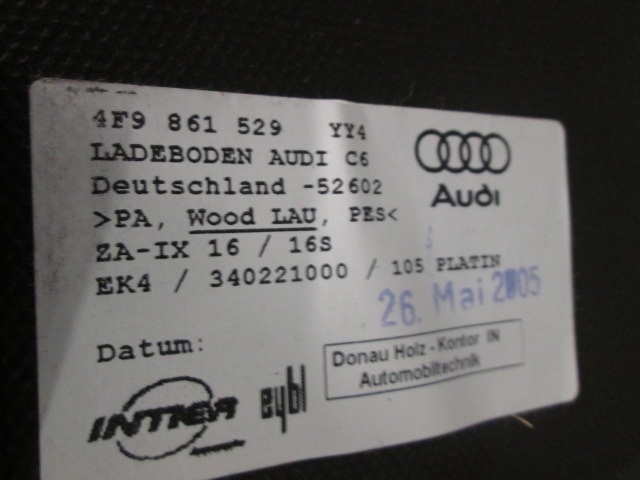 4F9 861 529 YY4
LADEBODEN AUDI C6
Audi
Deutschland -52602
>PA, Wood LAU, PES<
ZA-IX 16 / 16S
EK4 / 340221000 / 105 PLATIN
26. Mai 2005
Datum:
Donau Holz - Kontor IN
Automobiltechnik
INTIER eybl